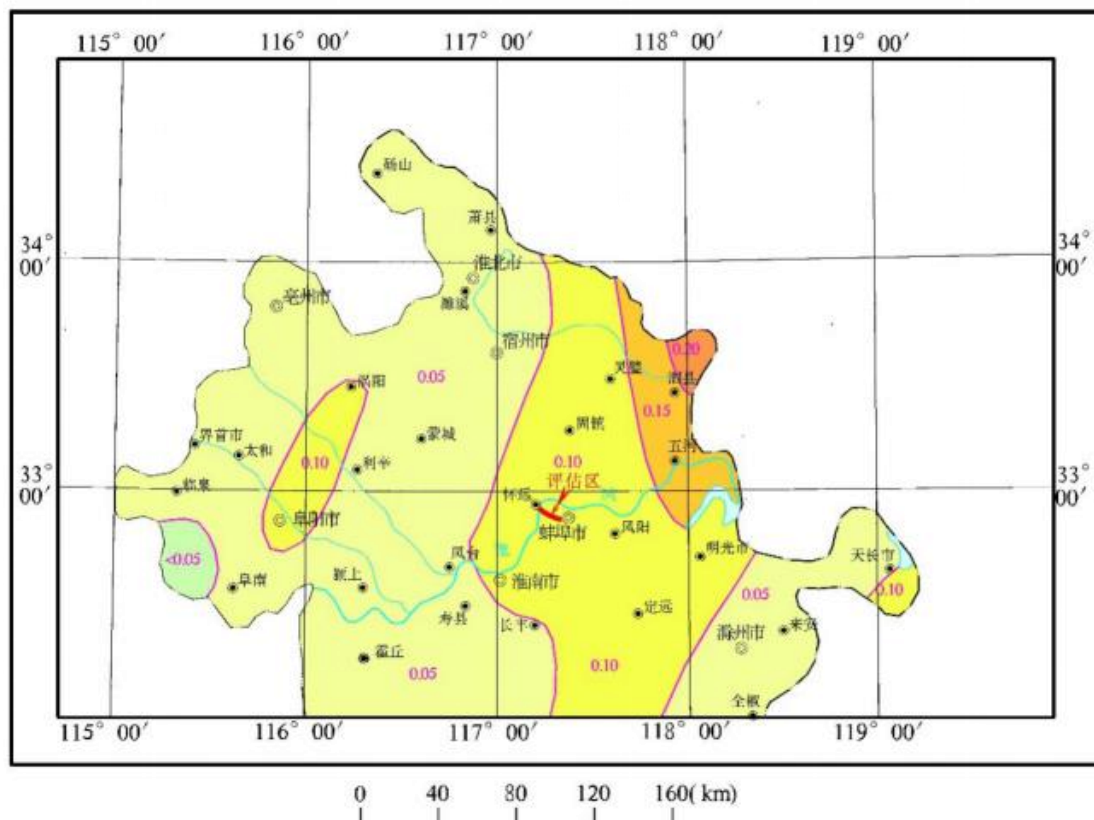 115° 00′ 116° 00′ 117° 00′ 118° 00′ 119° 00′
砀山
萧县
34° 00′
34° 00′
淮北市
濉溪
亳州市
宿州市
0.20
灵璧
泗县
涡阳
0.05
0.15
固镇
蒙城
界首市
太和
利辛
0.10
0.10
五河
33° 00′
33° 00′
临泉
评估区
怀远
阜阳市
蚌埠市
凤阳
明光市
<0.05
凤台
淮南市
天长市
阜南
颍上
0.05
0.10
寿县
长丰
定远
滁州市
来安
霍丘
0.05
0.10
全椒
115° 00′ 116° 00′ 117° 00′ 118° 00′ 119° 00′
0 40 80 120 160( km)